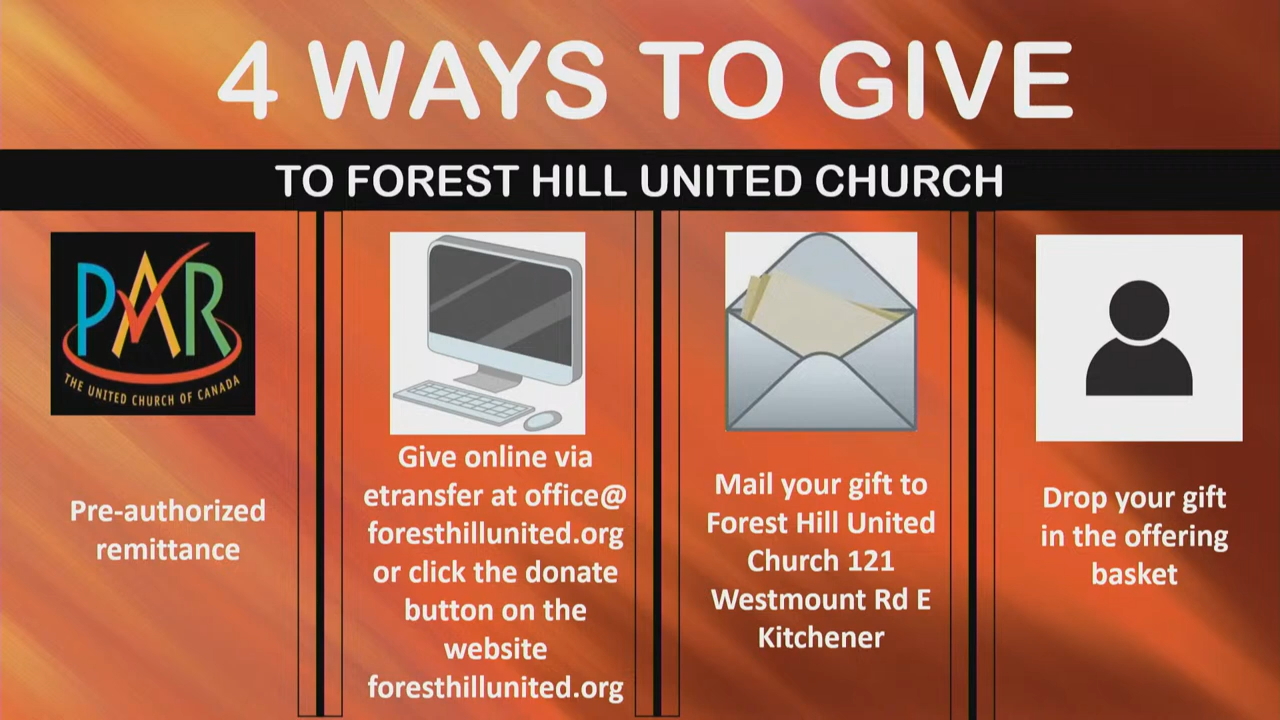 4 WAYS TO GIVE
TO FOREST HILL UNITED CHURCH
PAR
THE UNITED CHURCH OF CANADA
Pre-authorized
remittance
Give online via
etransfer at office@
foresthillunited.org
or click the donate
button on the
website
foresthillunited.org
Mail your gift to
Forest Hill United
Church 121
Westmount Rd E
Kitchener
Drop your gift
in the offering
basket